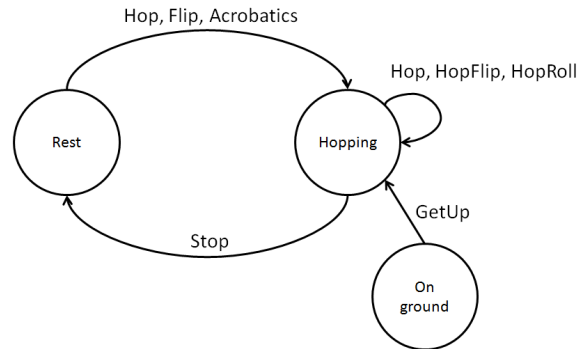 Hop, Flip, Acrobatics
Hop, HopFlip, HopRoll
Rest
Hopping
GetUp
Stop
On
ground